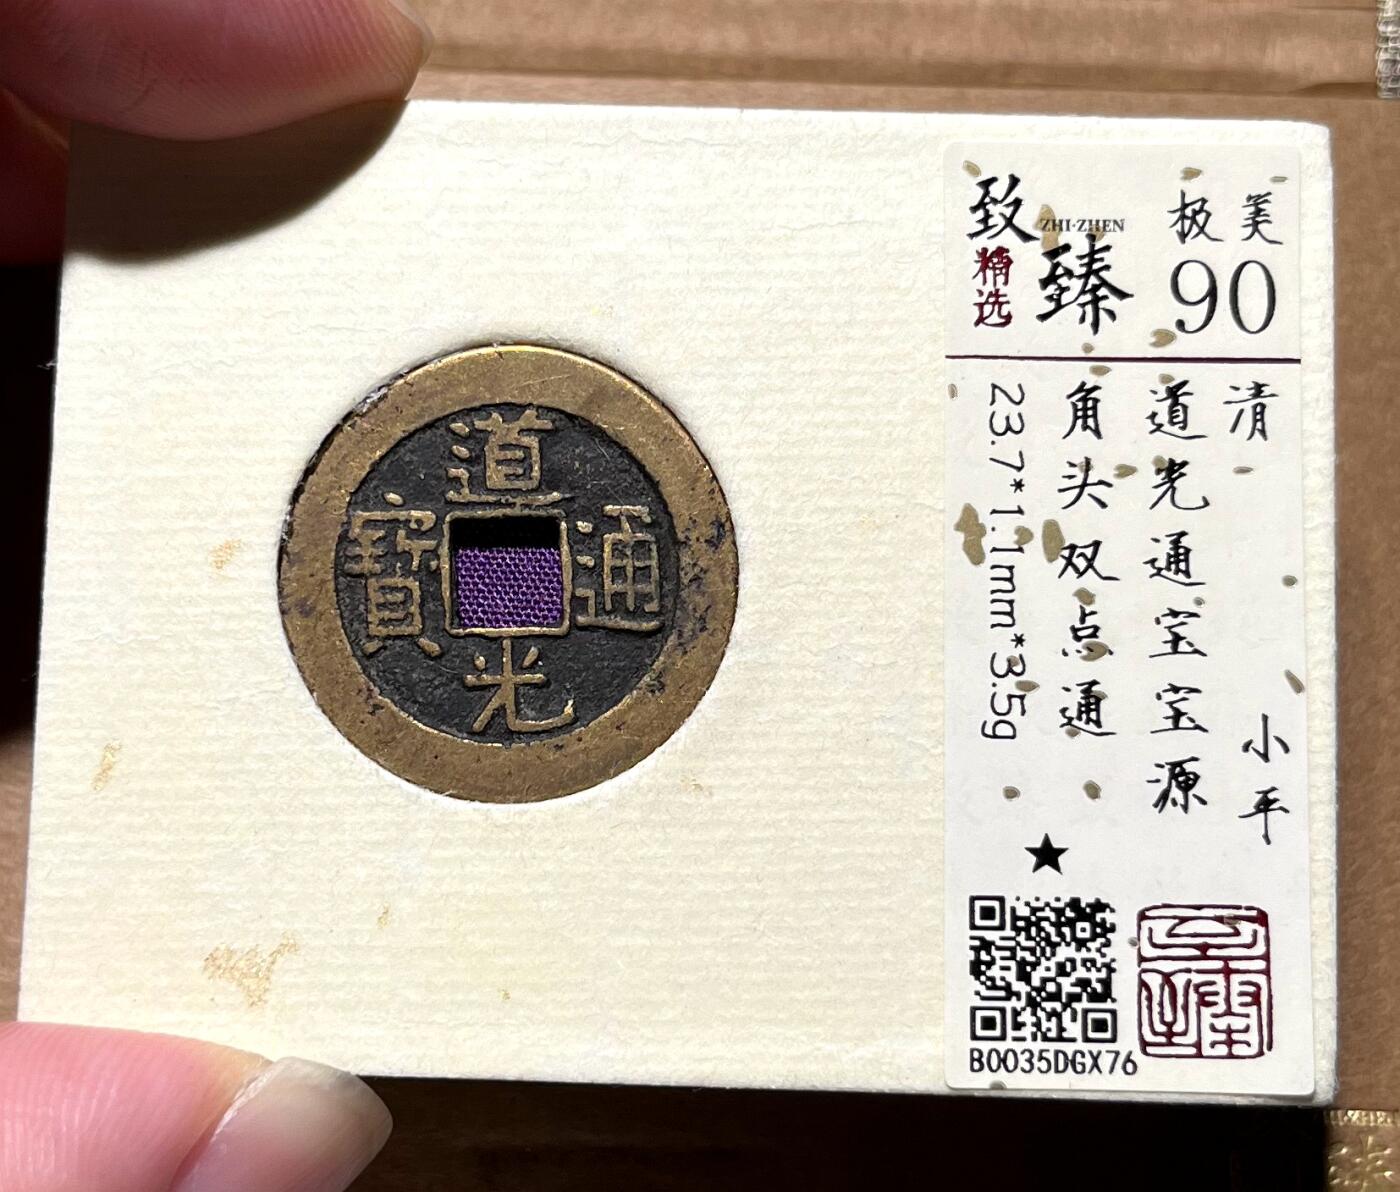 道光通寶
致臻
ZHI·ZHEN
精选
极美
90
清 小平
道光通宝宝源
角头双点通
23.7*1.1mm*3.5g
B0035DGX76